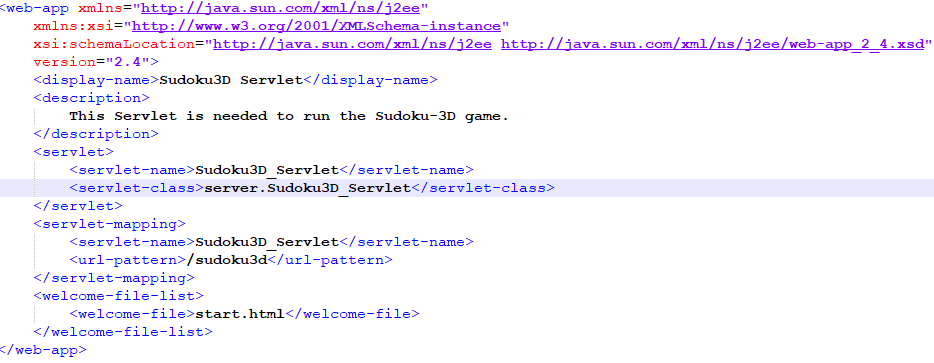 <web-app xmlns="http://java.sun.com/xml/ns/j2ee"
xmlns:xsi="http://www.w3.org/2001/XMLSchema-instance"
xsi:schemaLocation="http://java.sun.com/xml/ns/j2ee http://java.sun.com/xml/ns/j2ee/web-app_2_4.xsd"
version="2.4">
<display-name>Sudoku3D Servlet</display-name>
<description>
This Servlet is needed to run the Sudoku-3D game.
</description>
<servlet>
<servlet-name>Sudoku3D_Servlet</servlet-name>
<servlet-class>server.Sudoku3D_Servlet</servlet-class>
</servlet>
<servlet-mapping>
<servlet-name>Sudoku3D_Servlet</servlet-name>
<url-pattern>/sudoku3d</url-pattern>
</servlet-mapping>
<welcome-file-list>
<welcome-file>start.html</welcome-file>
</welcome-file-list>
</web-app>